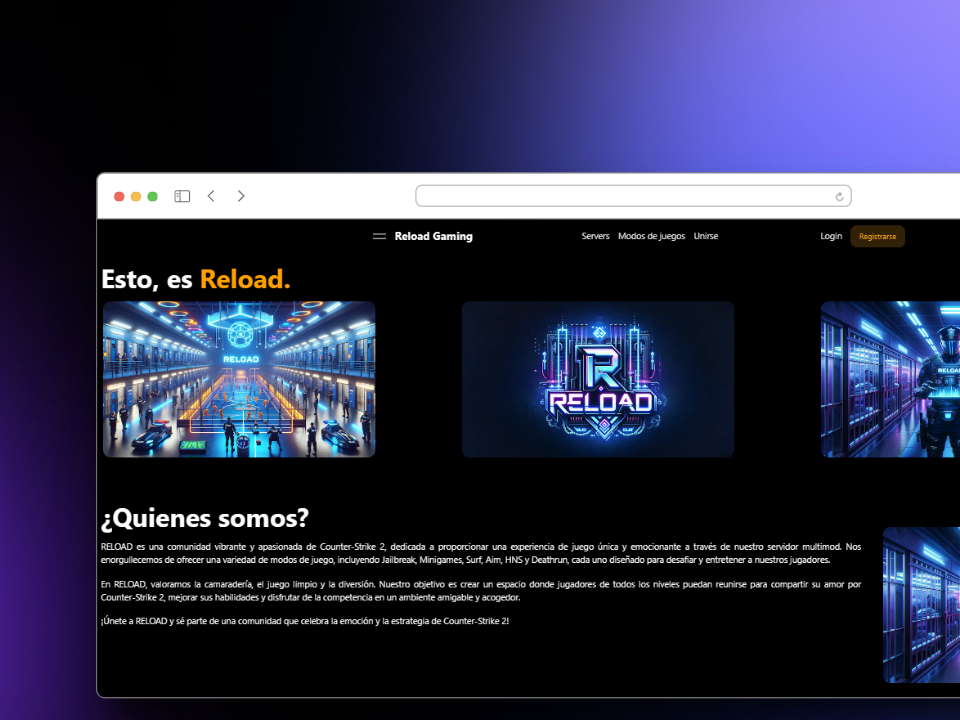 Reload Gaming
Servers Modos de juegos Unirse
Login Registrarse
Esto, es Reload.
RELOAD
R
RELOAD
RELOAD
¿Quienes somos?
RELOAD es una comunidad vibrante y apasionada de Counter-Strike 2, dedicada a proporcionar una experiencia de juego única y emocionante a través de nuestro servidor multimod. Nos
enorgullecemos de ofrecer una variedad de modos de juego, incluyendo Jailbreak, Minigames, Surf, Aim, HNS y Deathrun, cada uno diseñado para desafiar y entretener a nuestros jugadores.
En RELOAD, valoramos la camaradería, el juego limpio y la diversión. Nuestro objetivo es crear un espacio donde jugadores de todos los niveles puedan reunirse para compartir su amor por
Counter-Strike 2, mejorar sus habilidades y disfrutar de la competencia en un ambiente amigable y acogedor.
¡Únete a RELOAD y sé parte de una comunidad que celebra la emoción y la estrategia de Counter-Strike 2!